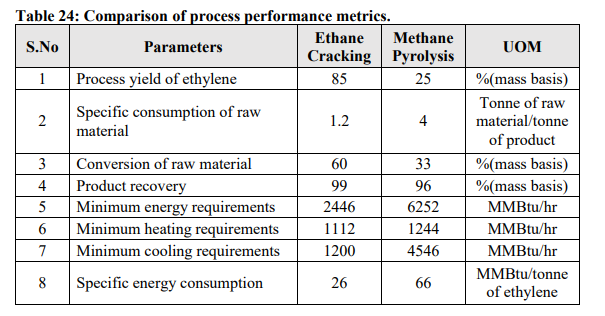 Table 24: Comparison of process performance metrics.
S.No Parameters Ethane Cracking Methane Pyrolysis UOM
1 Process yield of ethylene 85 25 %(mass basis)
2 Specific consumption of raw material 1.2 4 Tonne of raw material/tonne of product
3 Conversion of raw material 60 33 %(mass basis)
4 Product recovery 99 96 %(mass basis)
5 Minimum energy requirements 2446 6252 MMBtu/hr
6 Minimum heating requirements 1112 1244 MMBtu/hr
7 Minimum cooling requirements 1200 4546 MMBtu/hr
8 Specific energy consumption 26 66 MMBtu/tonne of ethylene